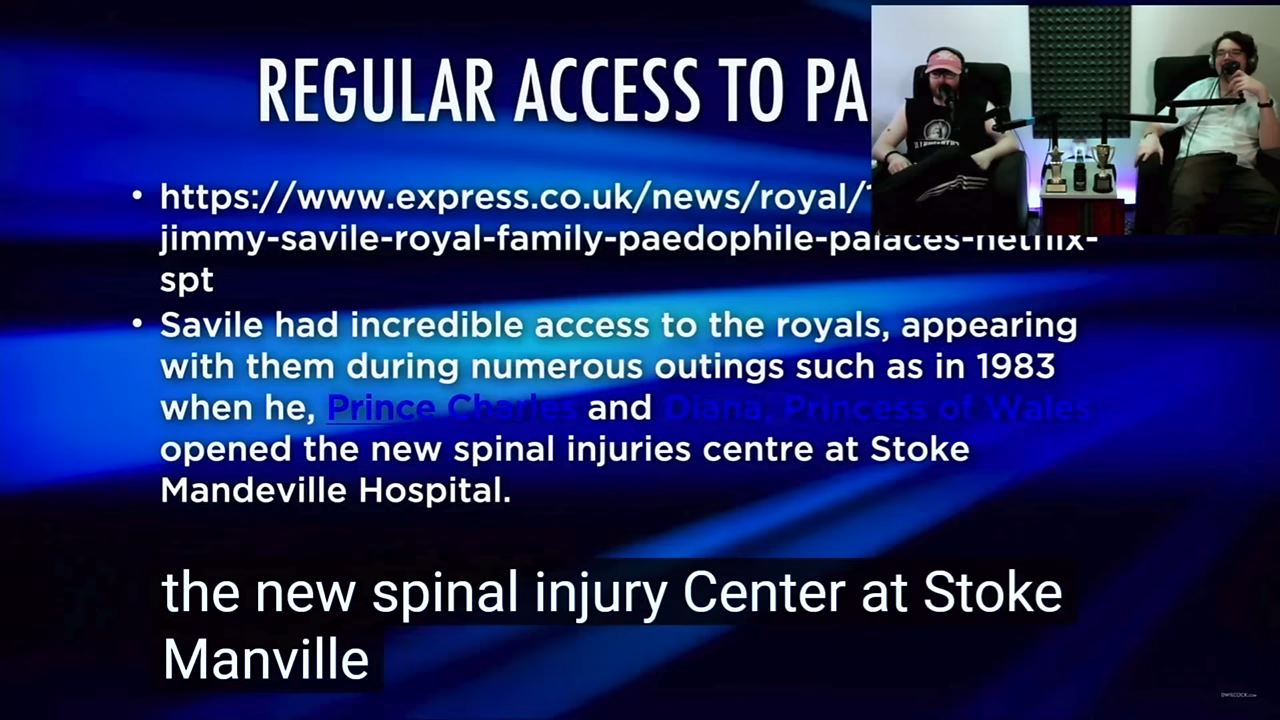 REGULAR ACCESS TO PA
• https://www.express.co.uk/news/royal/
jimmy-savile-royal-family-paedophile-palaces-netflix-
spt
• Savile had incredible access to the royals, appearing
with them during numerous outings such as in 1983
when he, Prince Charles and Diana, Princess of Wales
opened the new spinal injuries centre at Stoke
Mandeville Hospital.
the new spinal injury Center at Stoke
Manville
DWILCOCK.COM